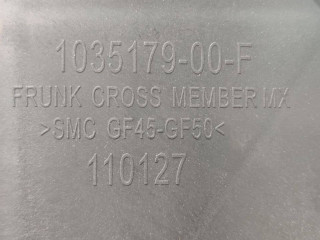 1035179-00-F
FRUNK CROSS MEMBER MX
>SMC GF45-GF50<
110127